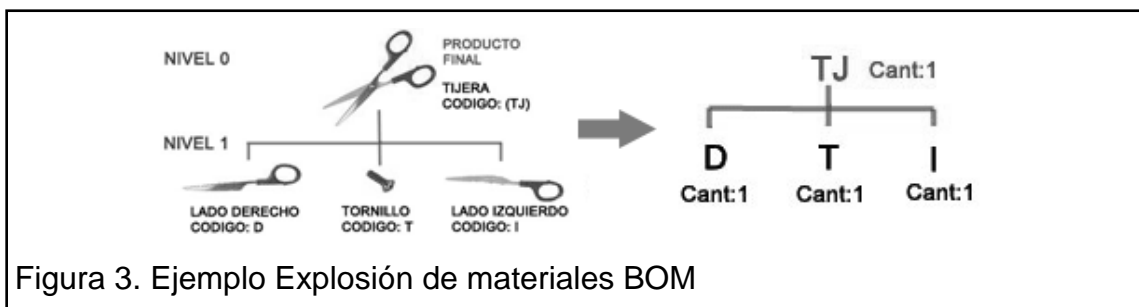 NIVEL 0
PRODUCTO
FINAL
TIJERA
CODIGO: (TJ)
NIVEL 1
LADO DERECHO
CODIGO: D
TORNILLO
CODIGO: T
LADO IZQUIERDO
CODIGO: I
TJ Cant:1
D T I
Cant:1 Cant:1 Cant:1
Figura 3. Ejemplo Explosión de materiales BOM